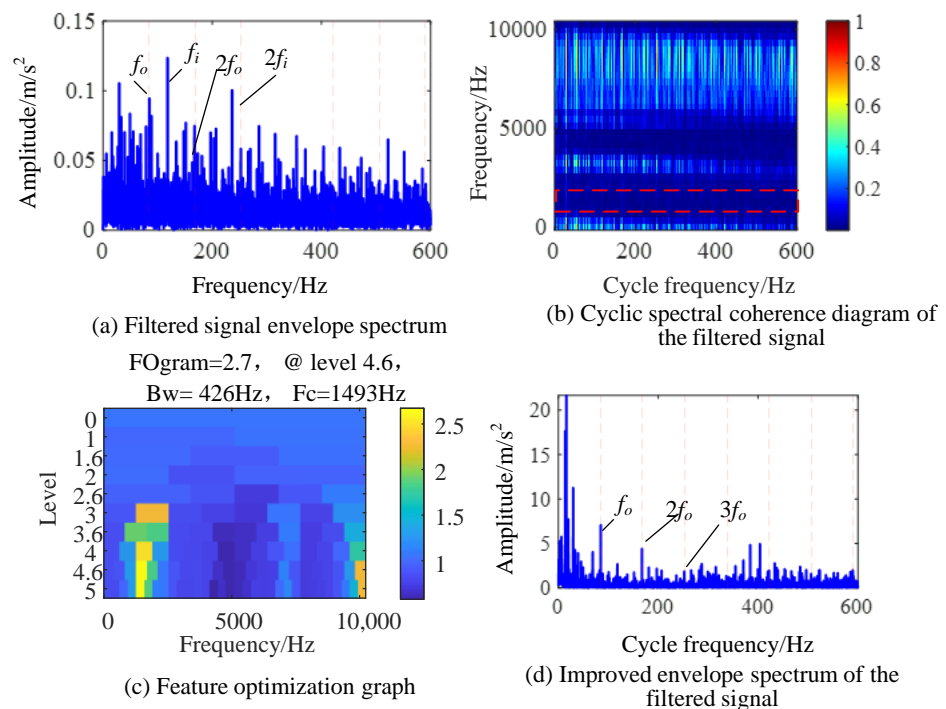 0.15
0.1
0.05
0
Amplitude/m/s²
fo
fi
2fo
2fi
0 200 400 600
Frequency/Hz
(a) Filtered signal envelope spectrum
10000
5000
0
Frequency/Hz
0 200 400 600
Cycle frequency/Hz
1
0.8
0.6
0.4
0.2
(b) Cyclic spectral coherence diagram of
the filtered signal
FOgram=2.7, @ level 4.6,
Bw= 426Hz, Fc=1493Hz
Level
0
1
1.6
2
2.6
3
3.6
4
4.6
5
0 5000 10,000
Frequency/Hz
2.5
2
1.5
1
(c) Feature optimization graph
20
15
10
5
0
Amplitude/m/s²
fo
2fo
3fo
0 200 400 600
Cycle frequency/Hz
(d) Improved envelope spectrum of the
filtered signal